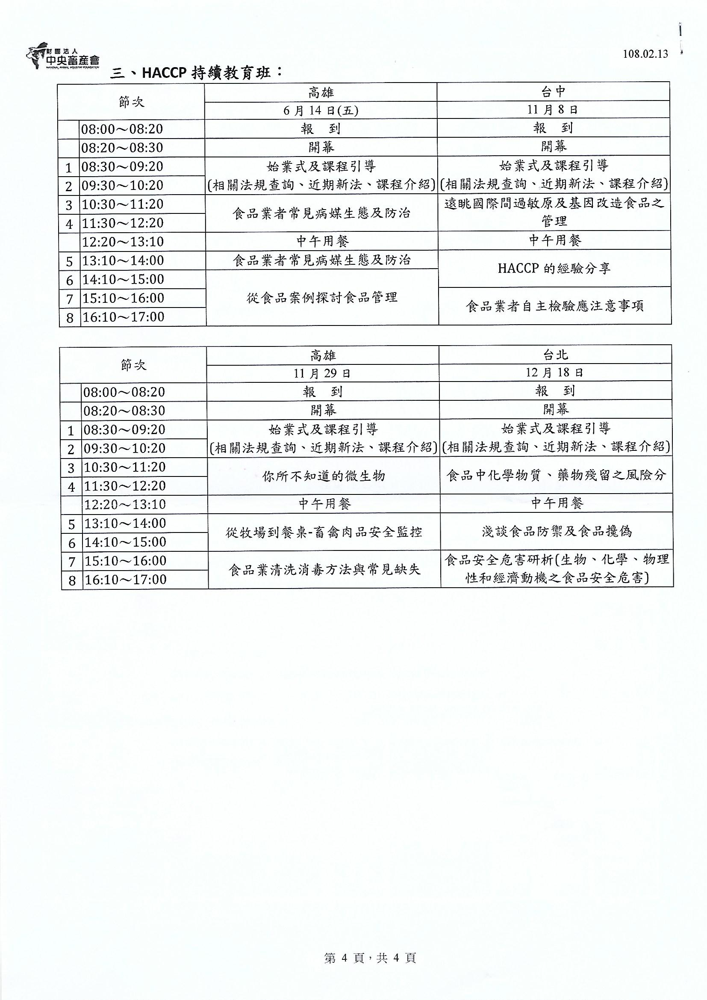 財團法人
中央畜產會
NATIONAL ANIMAL INDUSTRY FOUNDATION
108.02.13
三、HACCP 持續教育班：
節次 高雄 台中
6 月 14 日(五) 11 月 8 日
08:00～08:20 報 到 報 到
08:20～08:30 開幕 開幕
1 08:30～09:20 始業式及課程引導 始業式及課程引導
2 09:30～10:20 (相關法規查詢、近期新法、課程介紹) (相關法規查詢、近期新法、課程介紹)
3 10:30～11:20 食品業者常見病媒生態及防治 遠眺國際間過敏原及基因改造食品之
4 11:30～12:20 管理
12:20～13:10 中午用餐 中午用餐
5 13:10～14:00 食品業者常見病媒生態及防治 HACCP 的經驗分享
6 14:10～15:00
7 15:10～16:00 從食品案例探討食品管理 食品業者自主檢驗應注意事項
8 16:10～17:00
節次 高雄 台北
11 月 29 日 12 月 18 日
08:00～08:20 報 到 報 到
08:20～08:30 開幕 開幕
1 08:30～09:20 始業式及課程引導 始業式及課程引導
2 09:30～10:20 (相關法規查詢、近期新法、課程介紹) (相關法規查詢、近期新法、課程介紹)
3 10:30～11:20 你所不知道的微生物 食品中化學物質、藥物殘留之風險分
4 11:30～12:20
12:20～13:10 中午用餐 中午用餐
5 13:10～14:00 從牧場到餐桌-畜禽肉品安全監控 淺談食品防禦及食品攙偽
6 14:10～15:00
7 15:10～16:00 食品業清洗消毒方法與常見缺失 食品安全危害研析(生物、化學、物理
8 16:10～17:00 性和經濟動機之食品安全危害)
第 4 頁，共 4 頁